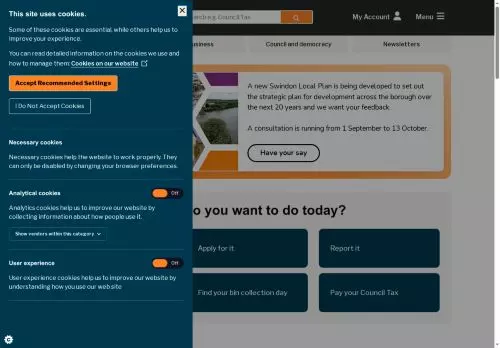 This site uses cookies.
Some of these cookies are essential, while others help us to
improve your experience.
You can read detailed information on the cookies we use and
how to manage them: Cookies on our website
Accept Recommended Settings
I Do Not Accept Cookies
Necessary cookies
Necessary cookies help the website to work properly. They
can only be disabled by changing your browser preferences.
Analytical cookies
Off
Analytics cookies help us to improve our website by
collecting information about how people use it.
Show vendors within this category
User experience
Off
User experience cookies help us to improve our website by
understanding how you use our web site
Council Tax
My Account
Menu
Council and democracy
Newsletters
A new Swindon Local Plan is being developed to set out
the strategic plan for development across the borough over
the next 20 years and we want your feedback.
A consultation is running from 1 September to 13 October.
Have your say
you want to do today?
Apply for it
Report it
Find your bin collection day
Pay your Council Tax